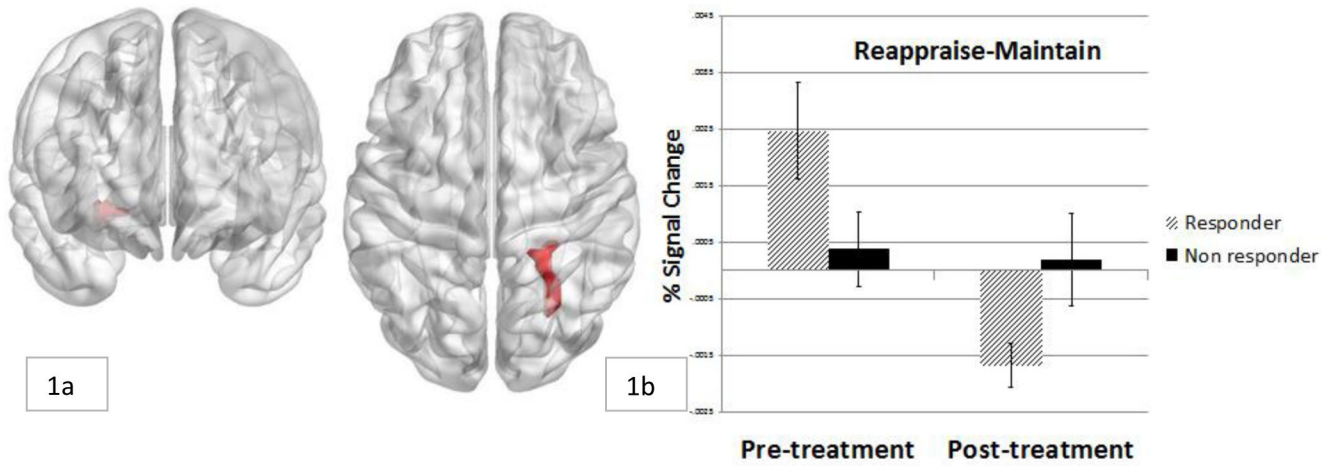 1a
1b
Reappraise-Maintain
% Signal Change
.0045
.0035
.0025
.0015
.0005
-.0005
-.0015
-.0025
Responder
Non responder
Pre-treatment
Post-treatment